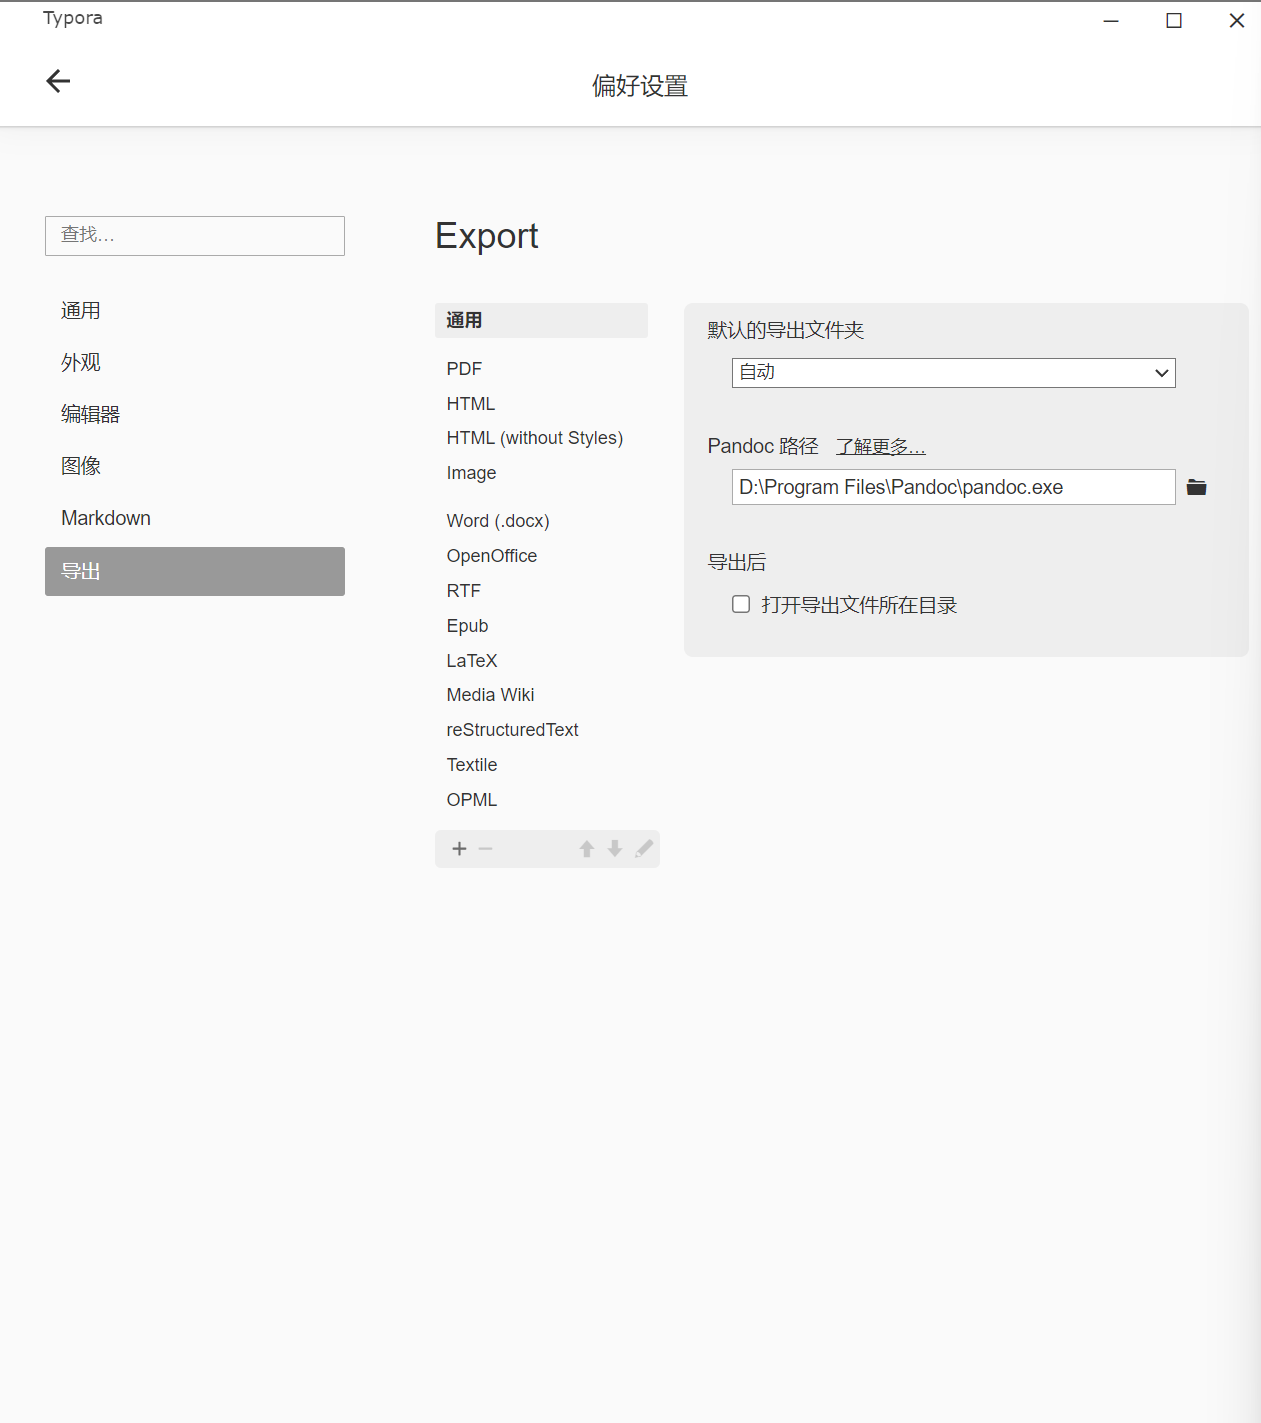 Typora
偏好设置
查找...
通用
外观
编辑器
图像
Markdown
导出
Export
通用
PDF
HTML
HTML (without Styles)
Image
Word (.docx)
OpenOffice
RTF
Epub
LaTeX
Media Wiki
reStructuredText
Textile
OPML
默认的导出文件夹
自动
Pandoc 路径 了解更多...
D:\Program Files\Pandoc\pandoc.exe
导出后
打开导出文件所在目录